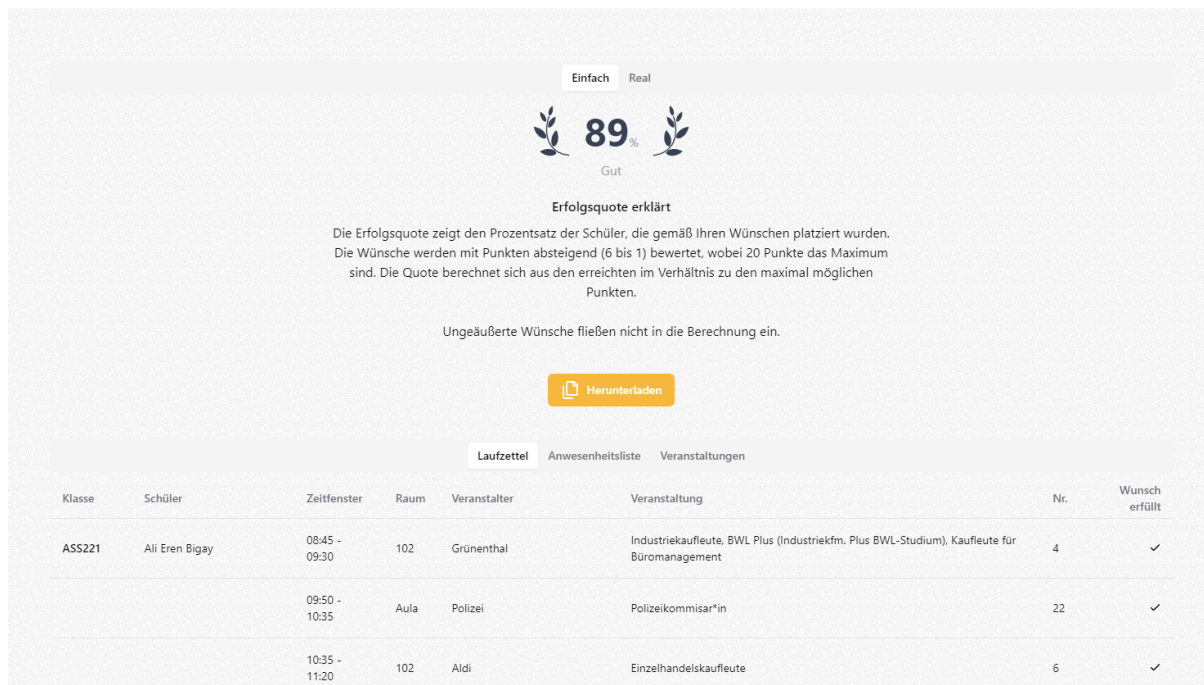 Einfach Real
89 %
Gut
Erfolgsquote erklärt
Die Erfolgsquote zeigt den Prozentsatz der Schüler, die gemäß Ihren Wünschen platziert wurden.
Die Wünsche werden mit Punkten absteigend (6 bis 1) bewertet, wobei 20 Punkte das Maximum
sind. Die Quote berechnet sich aus den erreichten im Verhältnis zu den maximal möglichen
Punkten.
Ungeäußerte Wünsche fließen nicht in die Berechnung ein.
Herunterladen
Laufzettel Anwesenheitsliste Veranstaltungen
Klasse Schüler Zeitfenster Raum Veranstalter Veranstaltung Nr. Wunsch
erfüllt
ASS221 Ali Eren Bigay 08:45 -
09:30 102 Grünenthal Industriekaufleute, BWL Plus (Industriekfm. Plus BWL-Studium), Kaufleute für
Büromanagement 4
09:50 -
10:35 Aula Polizei Polizeikommisar*in 22
10:35 -
11:20 102 Aldi Einzelhandelskaufleute 6